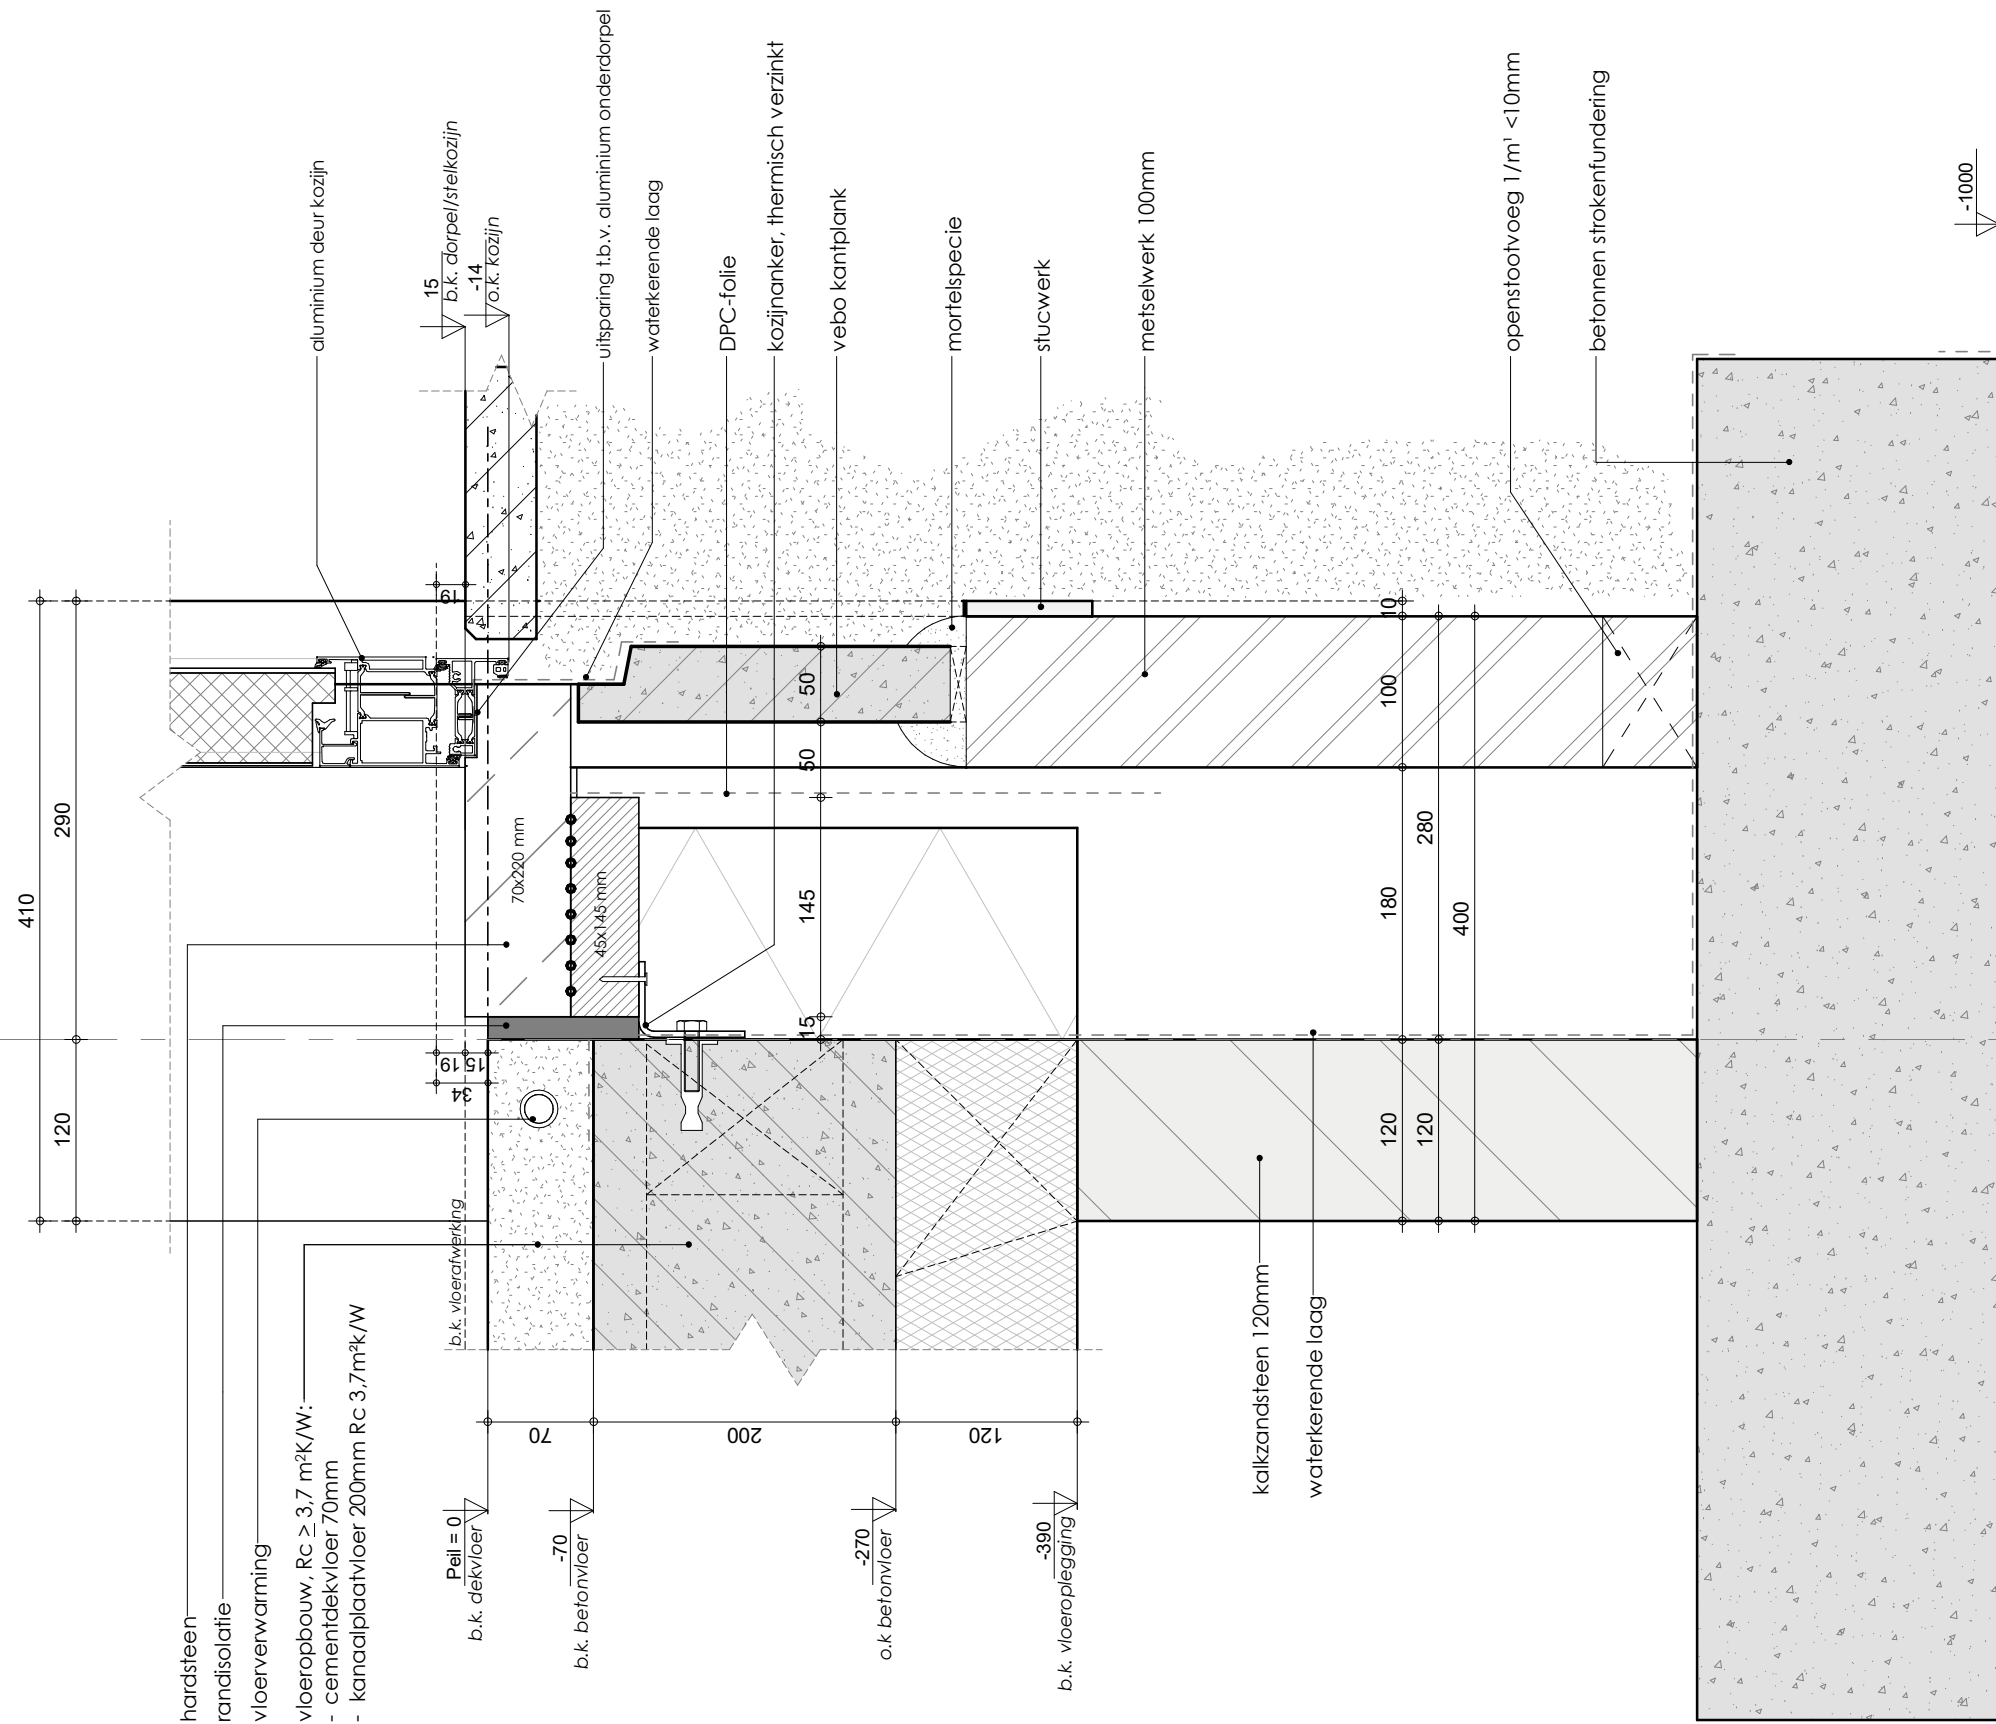 hardsteen
randisolatie
vloerverwarming
vloeropbouw, Rc ≥ 3,7 m²K/W:
- cementdekvloer 70mm
- kanaalplaatvloer 200mm Rc 3,7m²k/W
410
290
120
aluminium deur kozijn
15
b.k. dorpel/stelkozijn
-14
o.k. kozijn
uitsparing t.b.v. aluminium onderdorpel
waterkerende laag
DPC-folie
kozijnanker, thermisch verzinkt
vebo kantplank
mortelspecie
stucwerk
metselwerk 100mm
openstootvoeg 1/m¹ <10mm
betonnen strokenfundering
-1000
19
70x220 mm
45x145 mm
50
50
145
15
10
100
280
180
400
120
120
15 19
34
b.k. vloerafwerking
70
200
120
Peil = 0
b.k. dekvloer
-70
b.k. betonvloer
-270
o.k betonvloer
-390
b.k. vloeroplegging
kalkzandsteen 120mm
waterkerende laag